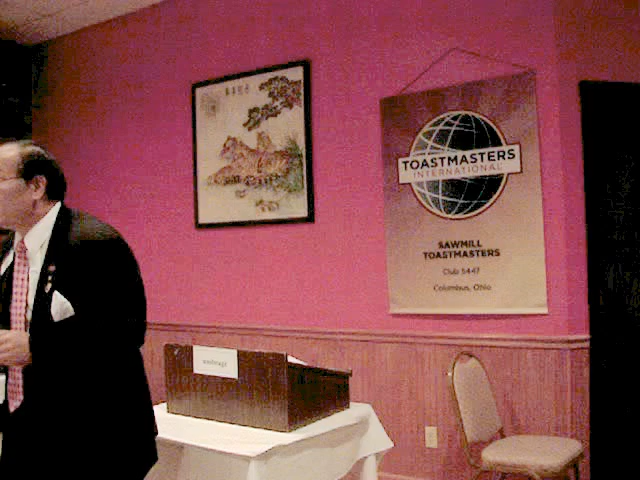 TOASTMASTERS
INTERNATIONAL
SAWMILL
TOASTMASTERS
Club 5447
Columbus, Ohio